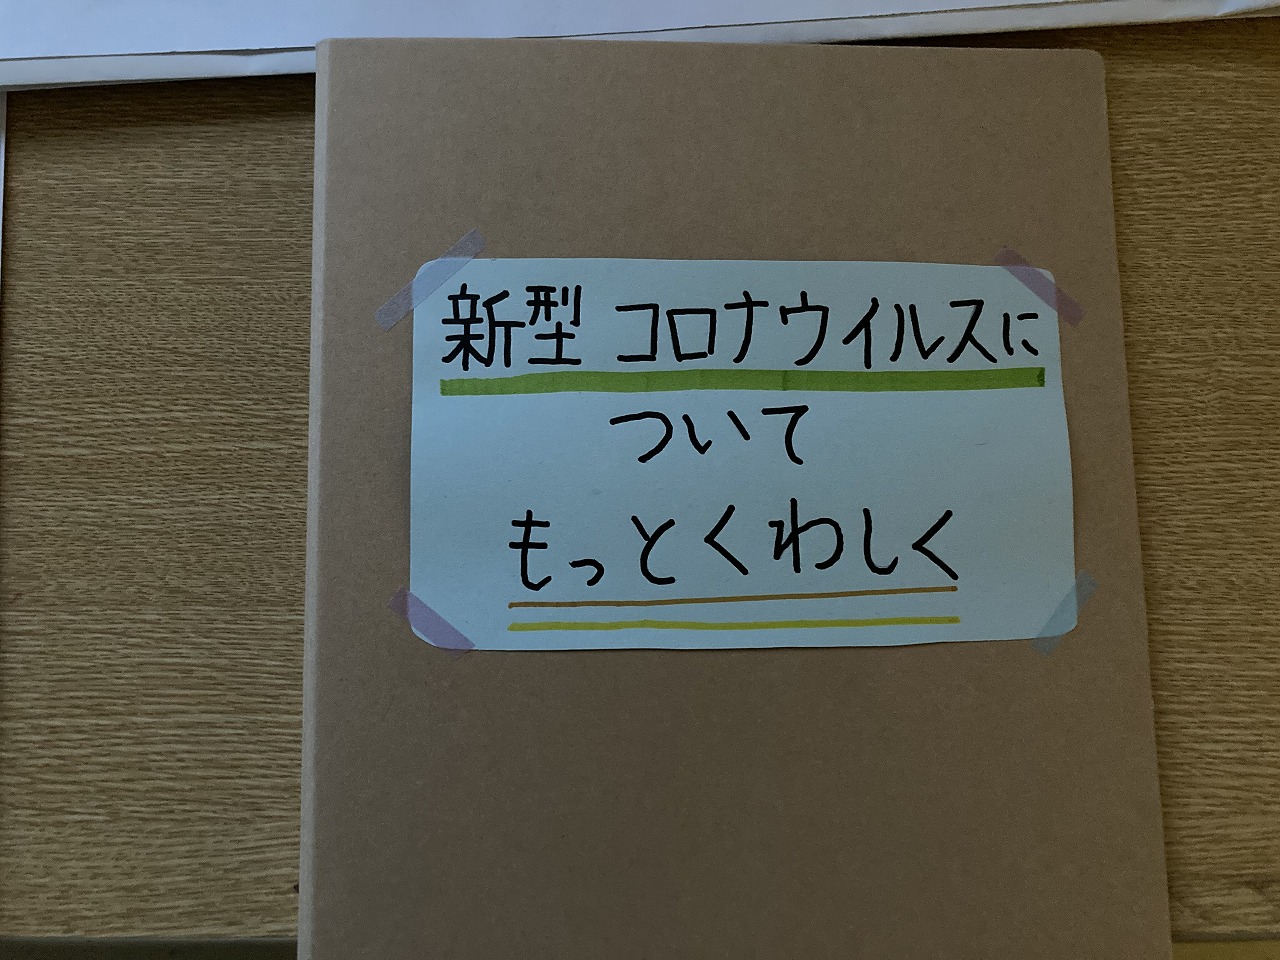 新型 コロナウイルスに
ついて
もっとくわしく